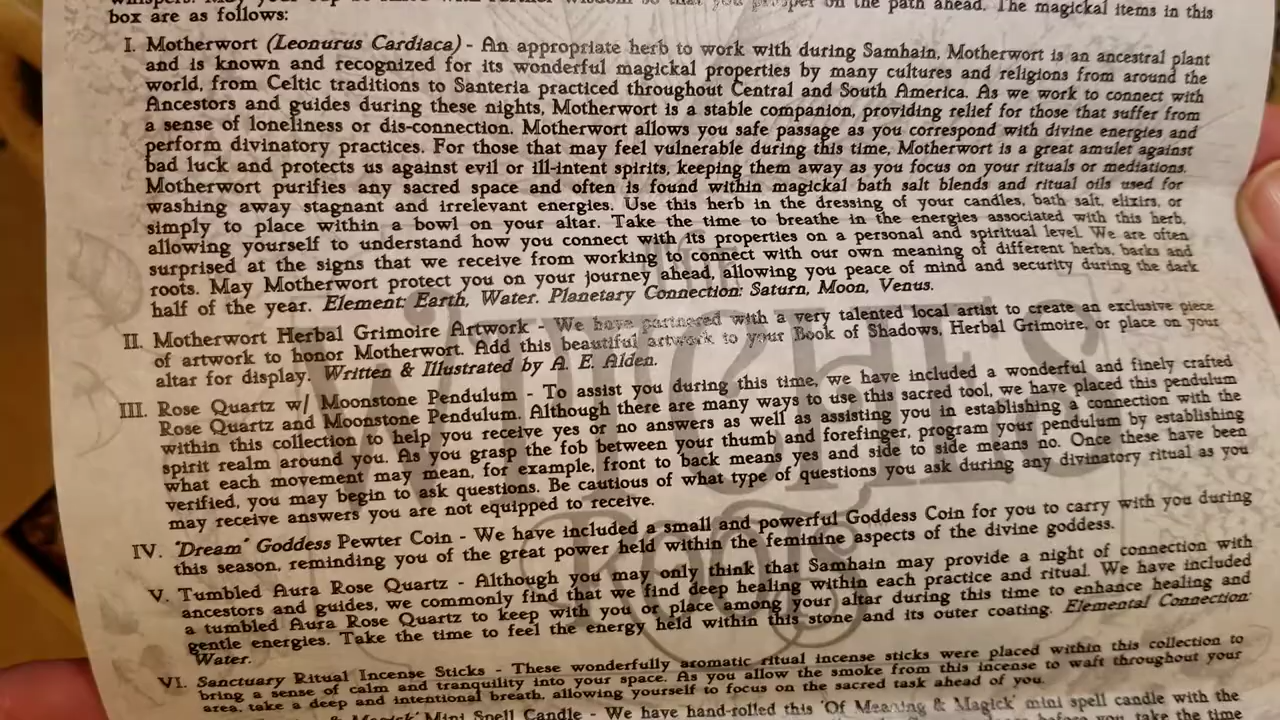 whispers. May your cup be filled with further wisdom so that you prosper on the path ahead. The magickal items in this
box are as follows:
I. Motherwort (Leonurus Cardiaca) - An appropriate herb to work with during Samhain, Motherwort is an ancestral plant
and is known and recognized for its wonderful magickal properties by many cultures and religions from around the
world, from Celtic traditions to Santeria practiced throughout Central and South America. As we work to connect with
Ancestors and guides during these nights, Motherwort is a stable companion, providing relief for those that suffer from
a sense of loneliness or dis-connection. Motherwort allows you safe passage as you correspond with divine energies and
perform divinatory practices. For those that may feel vulnerable during this time, Motherwort is a great amulet against
bad luck and protects us against evil or ill-intent spirits, keeping them away as you focus on your rituals or mediations.
Motherwort purifies any sacred space and often is found within magickal bath salt blends and ritual oils used for
washing away stagnant and irrelevant energies. Use this herb in the dressing of your candles, bath salt, elixirs, or
simply to place within a bowl on your altar. Take the time to breathe in the energies associated with this herb,
allowing yourself to understand how you connect with its properties on a personal and spiritual level. We are often
surprised at the signs that we receive from working to connect with our own meaning of different herbs, barks and
roots. May Motherwort protect you on your journey ahead, allowing you peace of mind and security during the dark
half of the year. Element: Earth, Water. Planetary Connection: Saturn, Moon, Venus.
II. Motherwort Herbal Grimoire Artwork - We have partnered with a very talented local artist to create an exclusive piece
of artwork to honor Motherwort. Add this beautiful artwork to your Book of Shadows, Herbal Grimoire, or place on your
altar for display. Written & Illustrated by A. E. Alden.
III. Rose Quartz w/ Moonstone Pendulum - To assist you during this time, we have included a wonderful and finely crafted
Rose Quartz and Moonstone Pendulum. Although there are many ways to use this sacred tool, we have placed this pendulum
within this collection to help you receive yes or no answers as well as assisting you in establishing a connection with the
spirit realm around you. As you grasp the fob between your thumb and forefinger, program your pendulum by establishing
what each movement may mean, for example, front to back means yes and side to side means no. Once these have been
verified, you may begin to ask questions. Be cautious of what type of questions you ask during any divinatory ritual as you
may receive answers you are not equipped to receive.
IV. 'Dream' Goddess Pewter Coin - We have included a small and powerful Goddess Coin for you to carry with you during
this season, reminding you of the great power held within the feminine aspects of the divine goddess.
V. Tumbled Aura Rose Quartz - Although you may only think that Samhain may provide a night of connection with
ancestors and guides, we commonly find that we find deep healing within each practice and ritual. We have included
a tumbled Aura Rose Quartz to keep with you or place among your altar during this time to enhance healing and
gentle energies. Take the time to feel the energy held within this stone and its outer coating. Elemental Connection:
Water.
VI. Sanctuary Ritual Incense Sticks - These wonderfully aromatic ritual incense sticks were placed within this collection to
bring a sense of calm and tranquility into your space. As you allow the smoke from this incense to waft throughout your
area, take a deep and intentional breath, allowing yourself to focus on the sacred task ahead of you.
& Magick' Mini Spell Candle - We have hand-rolled this 'Of Meaning & Magick' mini spell candle with the
before you take the time
THE
WITCHES
ROOTS